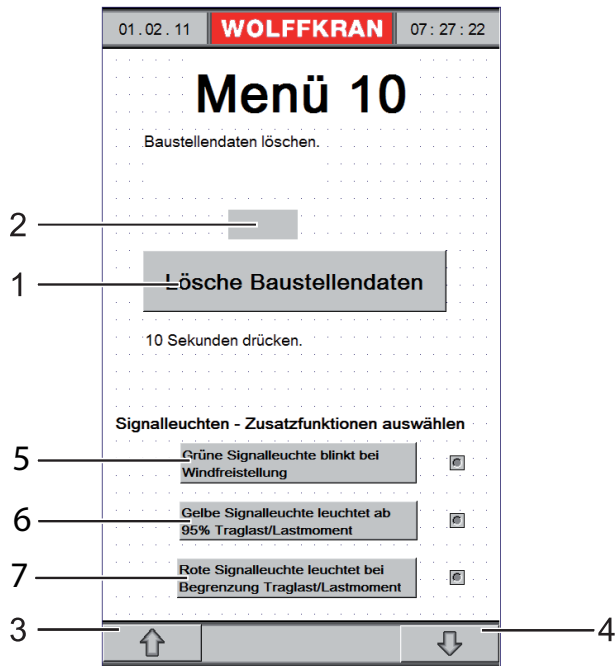 01.02.11 WOLFFKRAN 07:27:22
Menü 10
Baustellendaten löschen.
2
1 Lösche Baustellendaten
10 Sekunden drücken.
Signalleuchten - Zusatzfunktionen auswählen
5 Grüne Signalleuchte blinkt bei
Windfreistellung
6 Gelbe Signalleuchte leuchtet ab
95% Traglast/Lastmoment
7 Rote Signalleuchte leuchtet bei
Begrenzung Traglast/Lastmoment
3 4